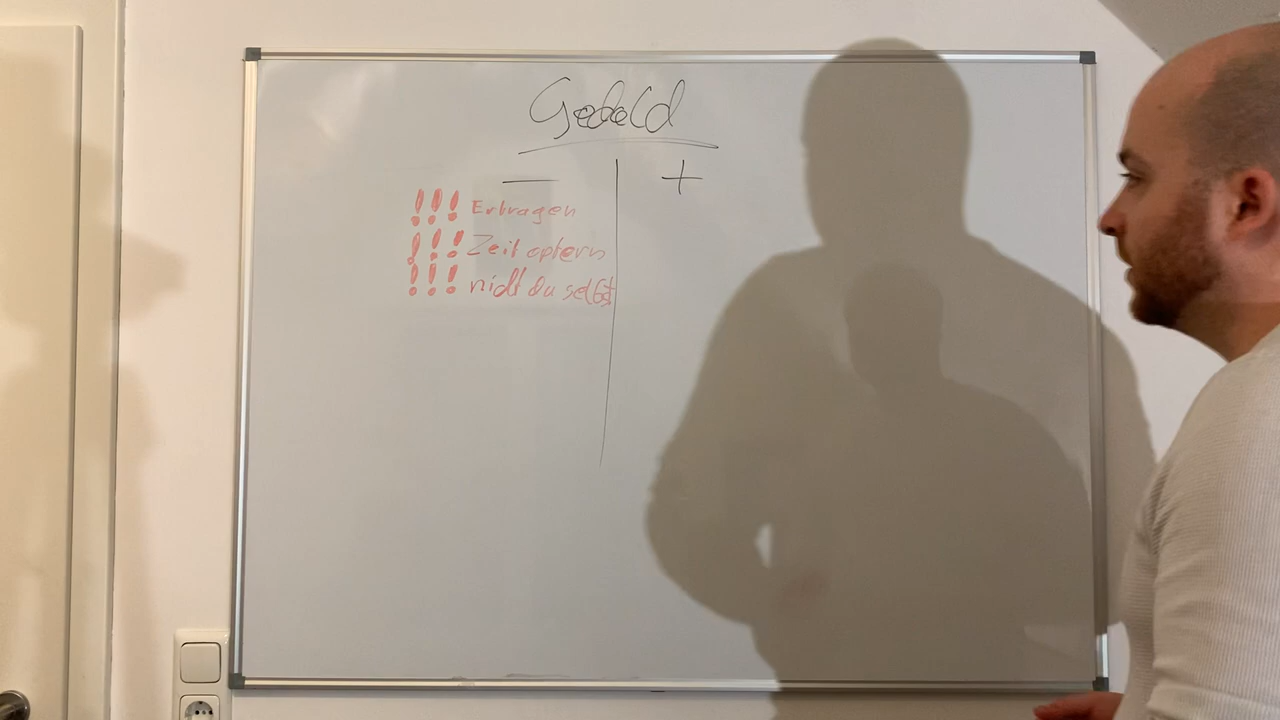 Geduld
- +
!!! Ertragen
!!! Zeit opfern
!!! nicht du selbst